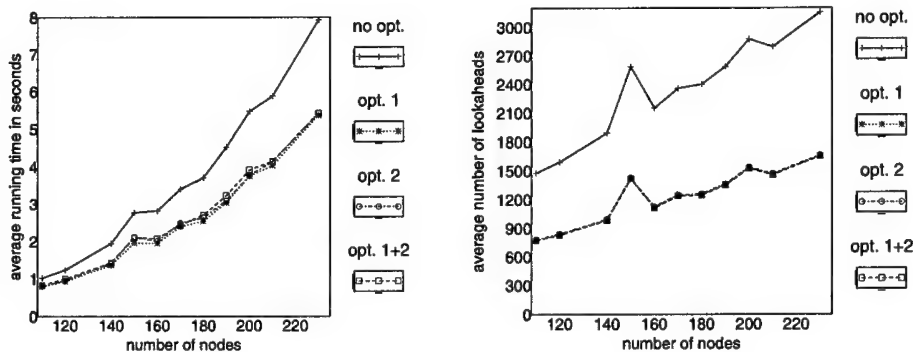 8
7
6
5
4
3
2
1
0
average running time in seconds
120 140 160 180 200 220
number of nodes
no opt.
opt. 1
opt. 2
opt. 1+2
3000
2700
2400
2100
1800
1500
1200
900
600
300
0
average number of lookaheads
120 140 160 180 200 220
number of nodes
no opt.
opt. 1
opt. 2
opt. 1+2